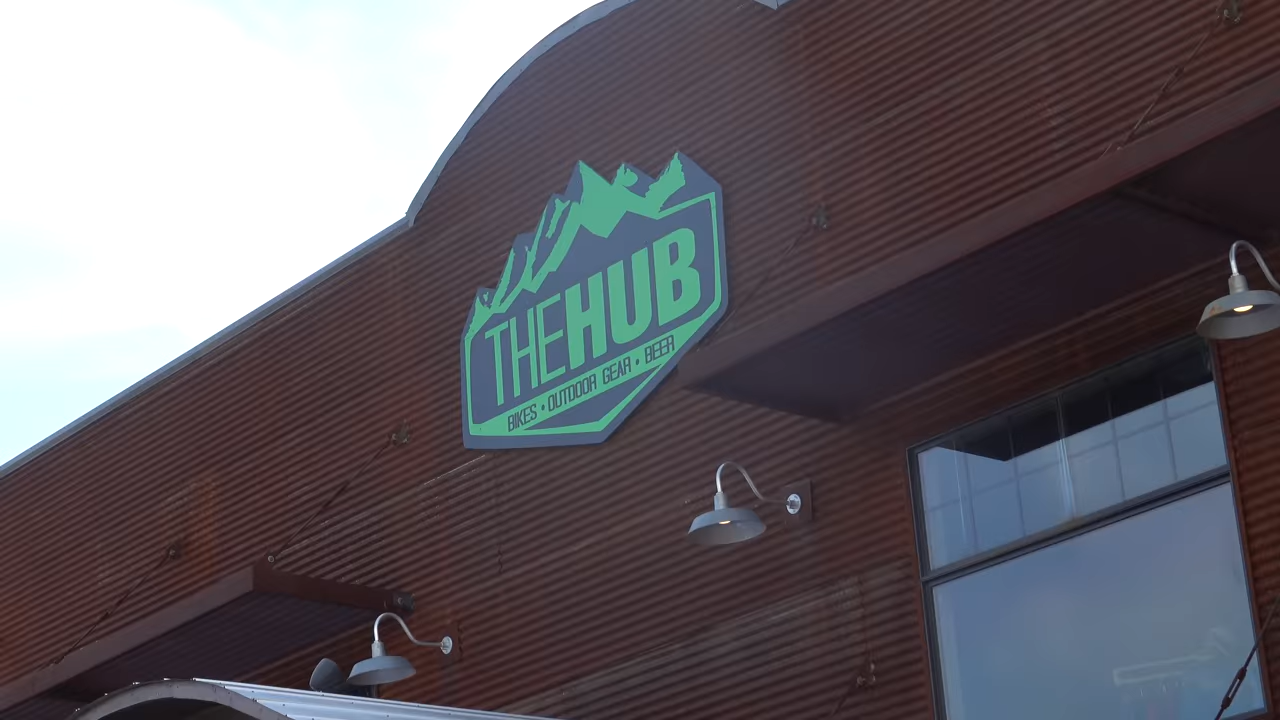 THEHUB
BIKES • OUTDOOR GEAR • BEER